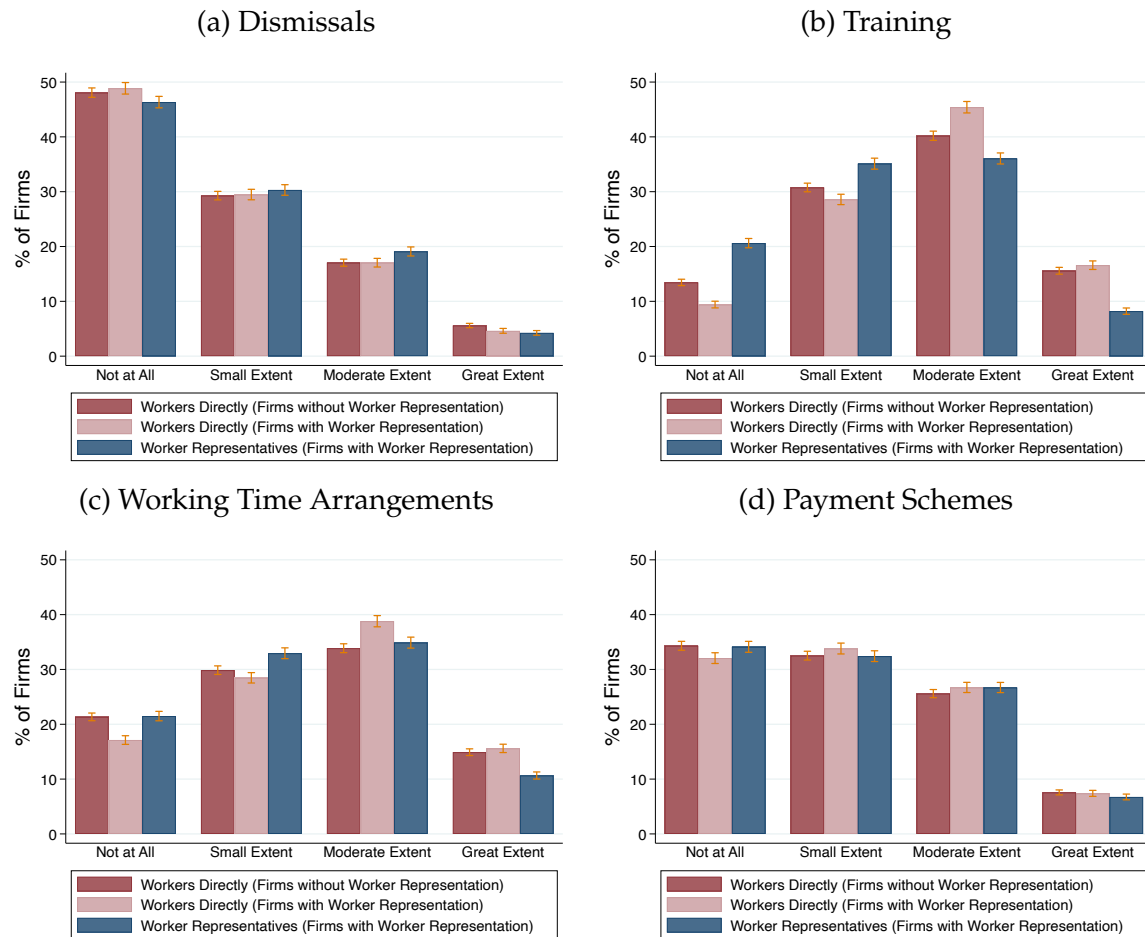 (a) Dismissals
% of Firms
50
40
30
20
10
0
Not at All Small Extent Moderate Extent Great Extent
Workers Directly (Firms without Worker Representation)
Workers Directly (Firms with Worker Representation)
Worker Representatives (Firms with Worker Representation)
(b) Training
% of Firms
50
40
30
20
10
0
Not at All Small Extent Moderate Extent Great Extent
Workers Directly (Firms without Worker Representation)
Workers Directly (Firms with Worker Representation)
Worker Representatives (Firms with Worker Representation)
(c) Working Time Arrangements
% of Firms
50
40
30
20
10
0
Not at All Small Extent Moderate Extent Great Extent
Workers Directly (Firms without Worker Representation)
Workers Directly (Firms with Worker Representation)
Worker Representatives (Firms with Worker Representation)
(d) Payment Schemes
% of Firms
50
40
30
20
10
0
Not at All Small Extent Moderate Extent Great Extent
Workers Directly (Firms without Worker Representation)
Workers Directly (Firms with Worker Representation)
Worker Representatives (Firms with Worker Representation)